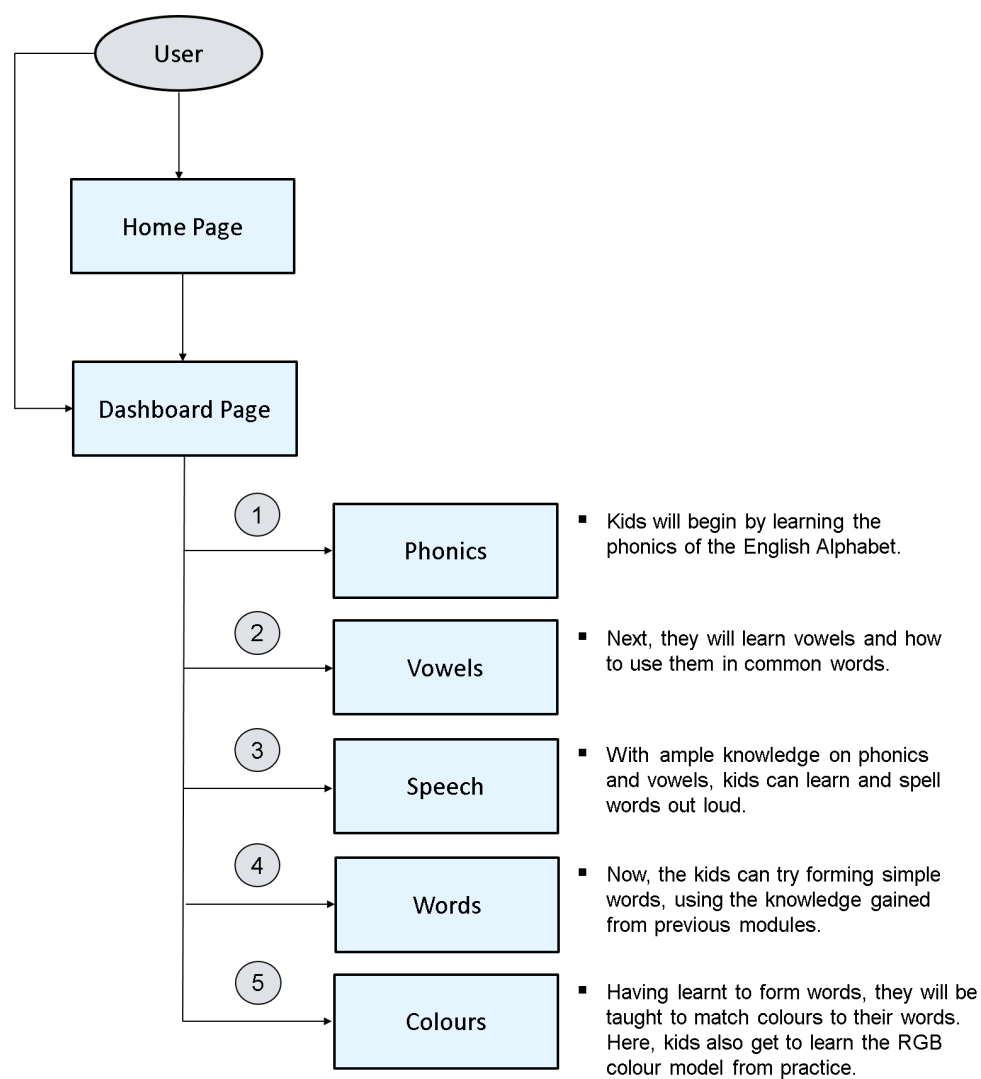 User
Home Page
Dashboard Page
1
Phonics
▪ Kids will begin by learning the
phonics of the English Alphabet.
2
Vowels
▪ Next, they will learn vowels and how
to use them in common words.
3
Speech
▪ With ample knowledge on phonics
and vowels, kids can learn and spell
words out loud.
4
Words
▪ Now, the kids can try forming simple
words, using the knowledge gained
from previous modules.
5
Colours
▪ Having learnt to form words, they will be
taught to match colours to their words.
Here, kids also get to learn the RGB
colour model from practice.